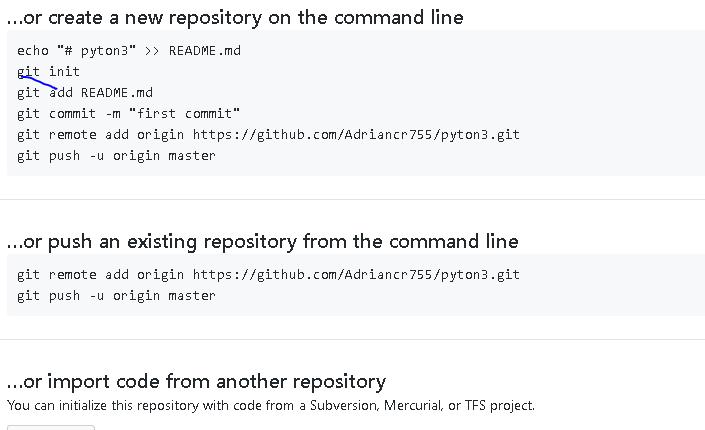 ...or create a new repository on the command line
echo "# pyton3" >> README.md
git init
git add README.md
git commit -m "first commit"
git remote add origin https://github.com/Adriancr755/pyton3.git
git push -u origin master
...or push an existing repository from the command line
git remote add origin https://github.com/Adriancr755/pyton3.git
git push -u origin master
...or import code from another repository
You can initialize this repository with code from a Subversion, Mercurial, or TFS project.